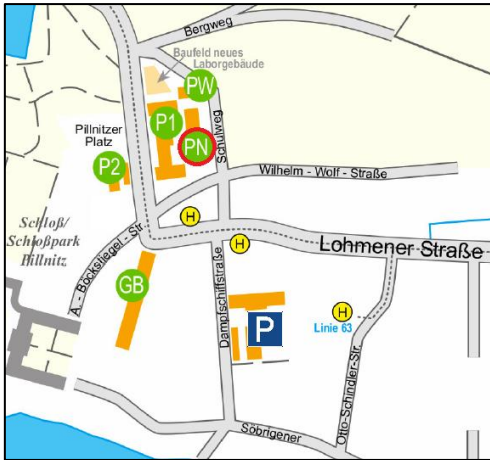 Bergweg
Baufeld neues
Laborgebäude
PW
P1
PN
Schulweg
Pillnitzer
Platz
P2
Wilhelm - Wolf - Straße
H
Schloß/
Schloßpark
Pillnitz
A. - Bockstiegel - Str.
H
Lohmener Straße
GB
Dampfschiffstraße
P
H
Linie 63
Otto-Schindler-Str.
Söbrigener